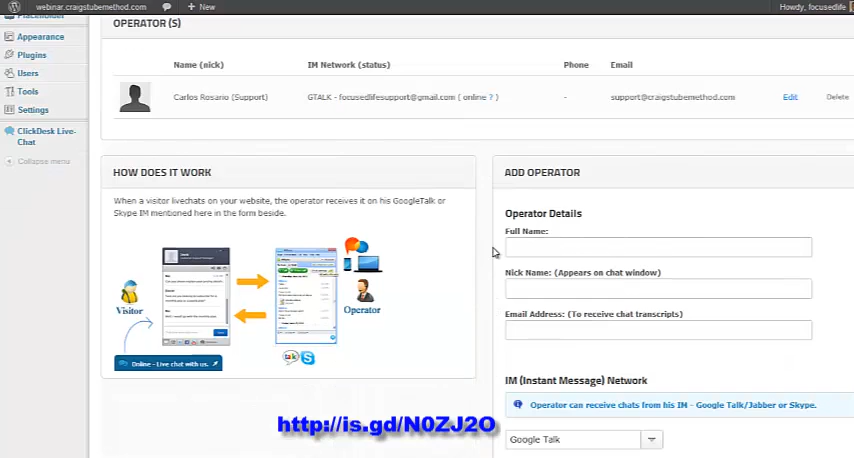 webinar.craigstubemethod.com
New
Howdy, focusedlife
Appearance
Plugins
Users
Tools
Settings
ClickDesk Live-
Chat
Collapse menu
OPERATOR (S)
Name (nick) IM Network (status) Phone Email
Carlos Rosario (Support) GTALK - focusedlifesupport@gmail.com ( online ? ) - support@craigstubemethod.com Edit Delete
HOW DOES IT WORK
When a visitor livechats on your website, the operator receives it on his GoogleTalk or
Skype IM mentioned here in the form beside.
Visitor
Operator
talk
Online - Live chat with us.
ADD OPERATOR
Operator Details
Full Name:
Nick Name: (Appears on chat window)
Email Address: (To receive chat transcripts)
IM (Instant Message) Network
Operator can receive chats from his IM - Google Talk/Jabber or Skype.
Google Talk
http://is.gd/N0ZJ2O